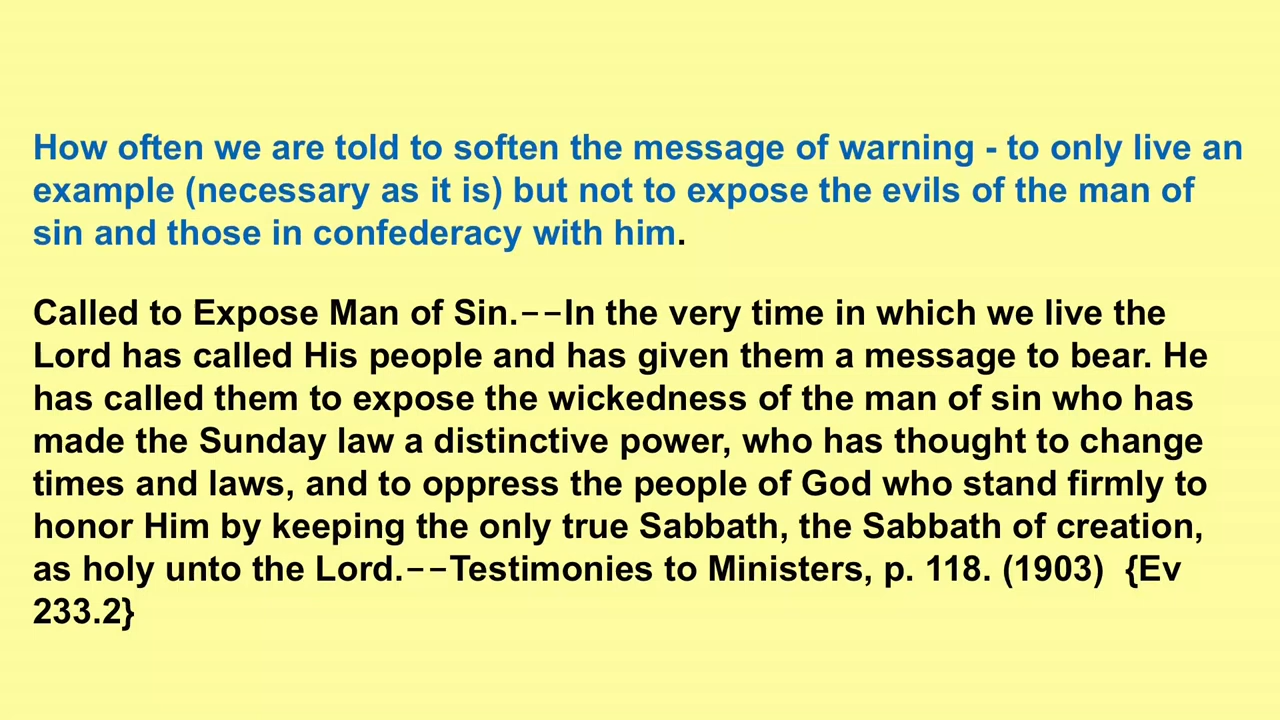 How often we are told to soften the message of warning - to only live an
example (necessary as it is) but not to expose the evils of the man of
sin and those in confederacy with him.
Called to Expose Man of Sin.−−In the very time in which we live the
Lord has called His people and has given them a message to bear. He
has called them to expose the wickedness of the man of sin who has
made the Sunday law a distinctive power, who has thought to change
times and laws, and to oppress the people of God who stand firmly to
honor Him by keeping the only true Sabbath, the Sabbath of creation,
as holy unto the Lord.−−Testimonies to Ministers, p. 118. (1903)  {Ev
233.2}